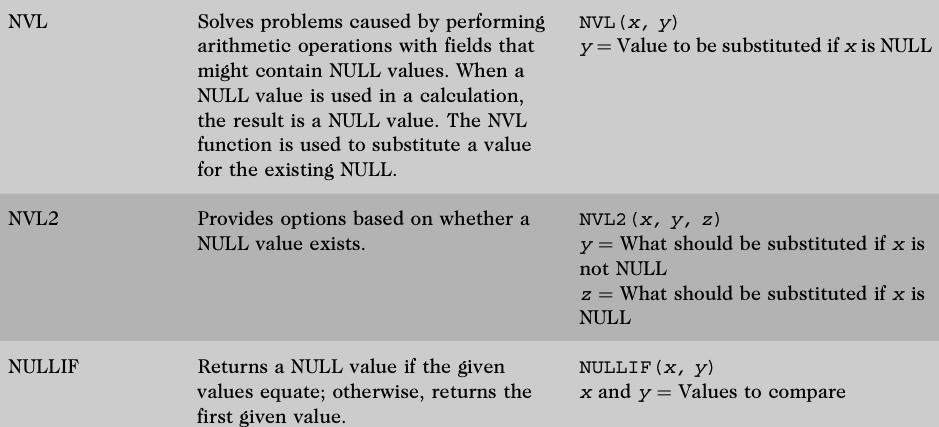 NVL
Solves problems caused by performing
arithmetic operations with fields that
might contain NULL values. When a
NULL value is used in a calculation,
the result is a NULL value. The NVL
function is used to substitute a value
for the existing NULL.
NVL(x, y)
y = Value to be substituted if x is NULL
NVL2
Provides options based on whether a
NULL value exists.
NVL2(x, y, z)
y = What should be substituted if x is
not NULL
z = What should be substituted if x is
NULL
NULLIF
Returns a NULL value if the given
values equate; otherwise, returns the
first given value.
NULLIF(x, y)
x and y = Values to compare